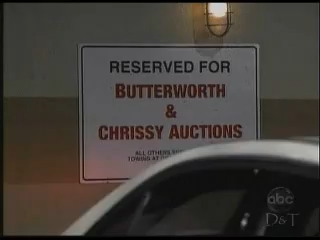 RESERVED FOR
BUTTERWORTH
&
CHRISSY AUCTIONS
ALL OTHERS
TOWING AT
abc
D&T